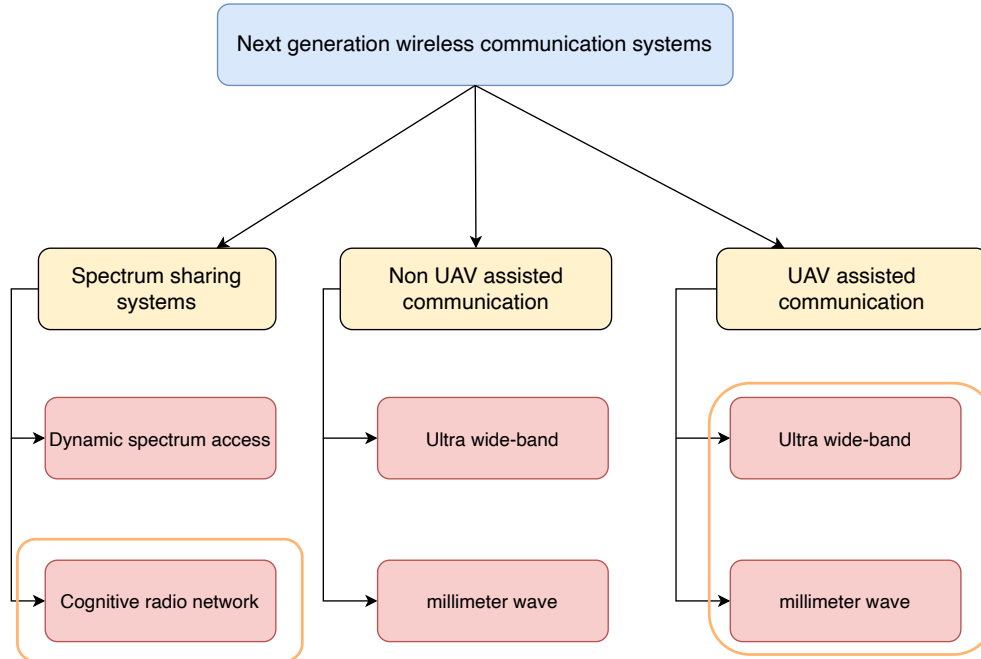 Next generation wireless communication systems
Spectrum sharing
systems
Non UAV assisted
communication
UAV assisted
communication
Dynamic spectrum access
Ultra wide-band
Ultra wide-band
Cognitive radio network
millimeter wave
millimeter wave